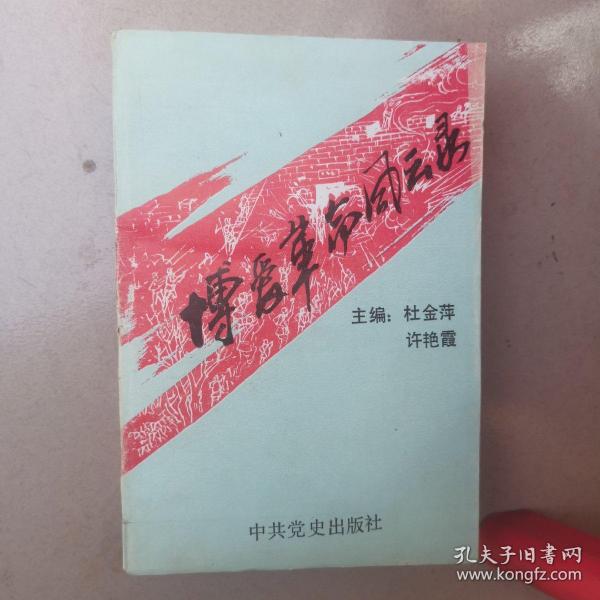 博爱革命风云录
主编：杜金萍
许艳霞
中共党史出版社
孔夫子旧书网
www.kongfz.com